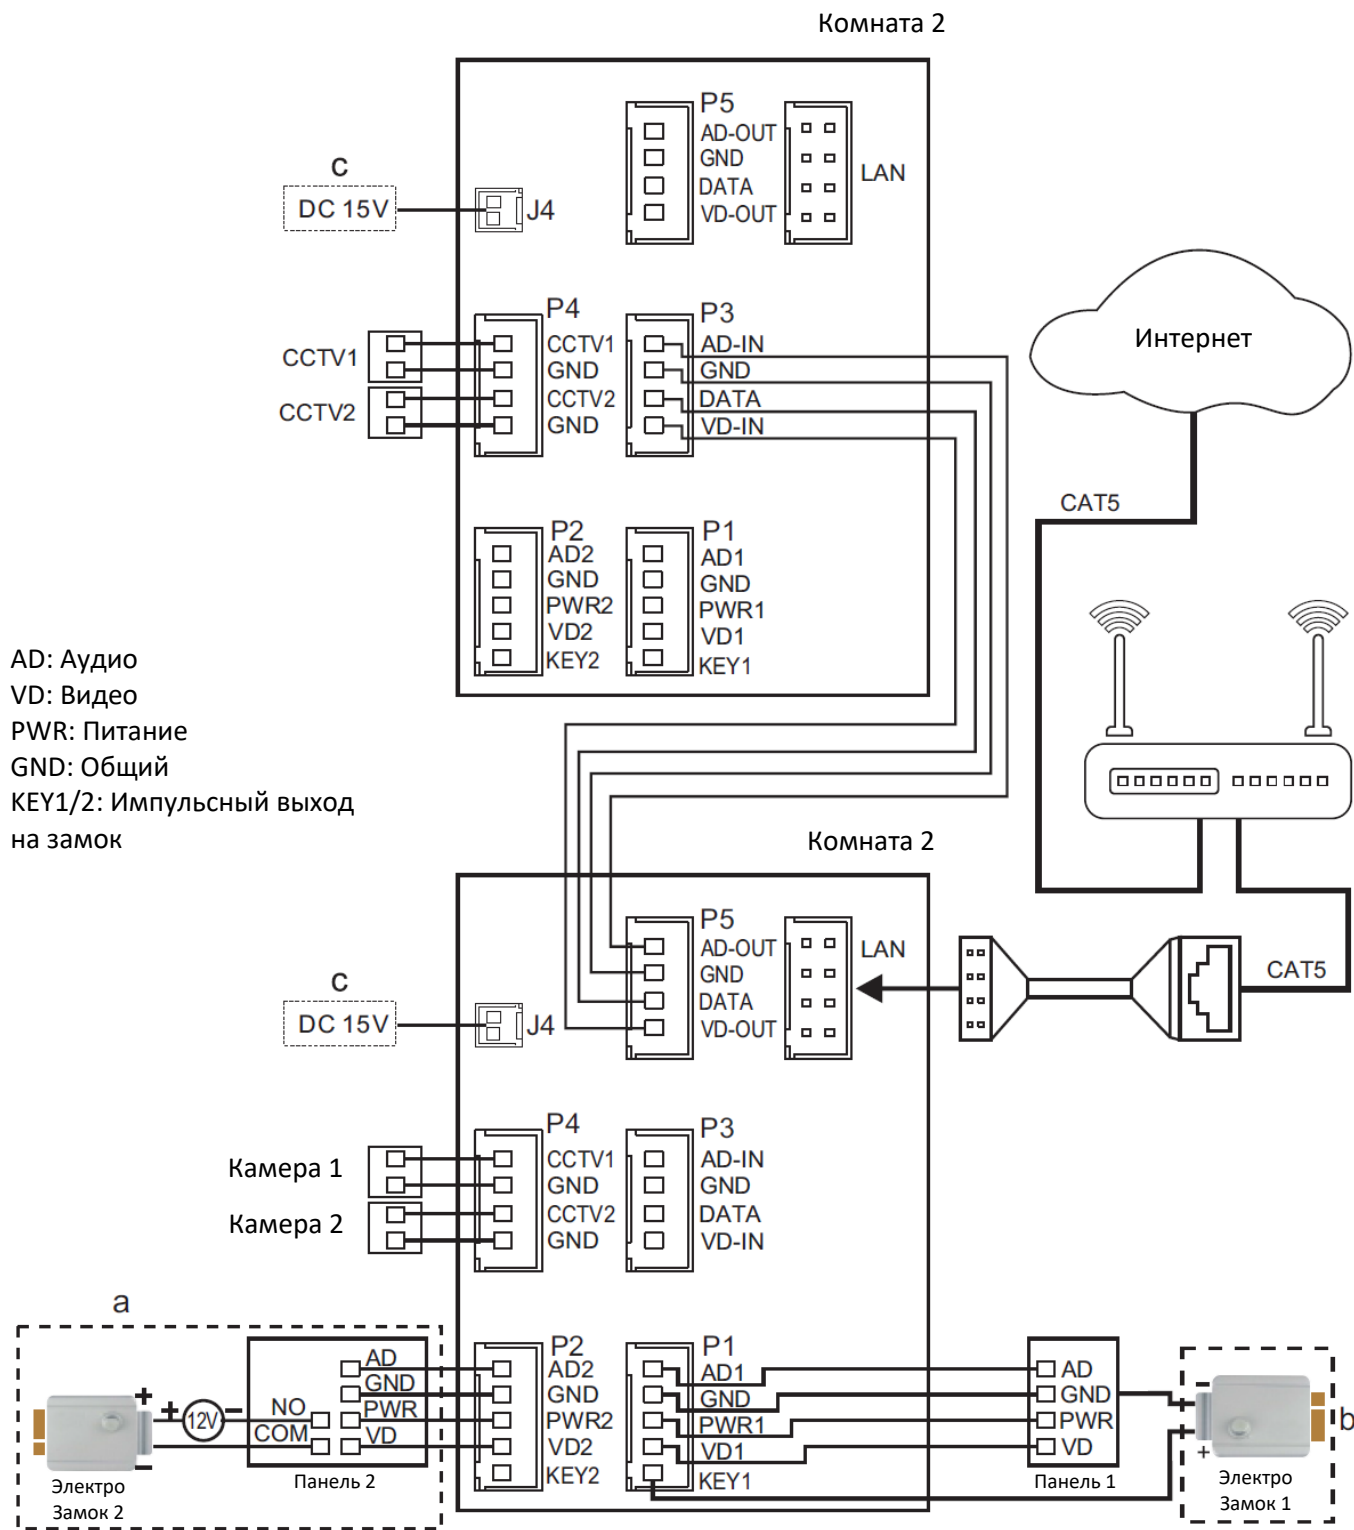 Комната 2
P5
AD-OUT
GND
DATA
VD-OUT
LAN
c
DC 15V
J4
P4
CCTV1
GND
CCTV2
GND
CCTV1
CCTV2
P3
AD-IN
GND
DATA
VD-IN
Интернет
CAT5
P2
AD2
GND
PWR2
VD2
KEY2
P1
AD1
GND
PWR1
VD1
KEY1
AD: Аудио
VD: Видео
PWR: Питание
GND: Общий
KEY1/2: Импульсный выход
на замок
Комната 2
P5
AD-OUT
GND
DATA
VD-OUT
LAN
CAT5
c
DC 15V
J4
P4
CCTV1
GND
CCTV2
GND
Камера 1
Камера 2
P3
AD-IN
GND
DATA
VD-IN
a
AD
GND
PWR
VD
NO
COM
+
+
12V
−
−
Панель 2
Электро
Замок 2
P2
AD2
GND
PWR2
VD2
KEY2
P1
AD1
GND
PWR1
VD1
KEY1
AD
GND
PWR
VD
Панель 1
−
+
b
Электро
Замок 1